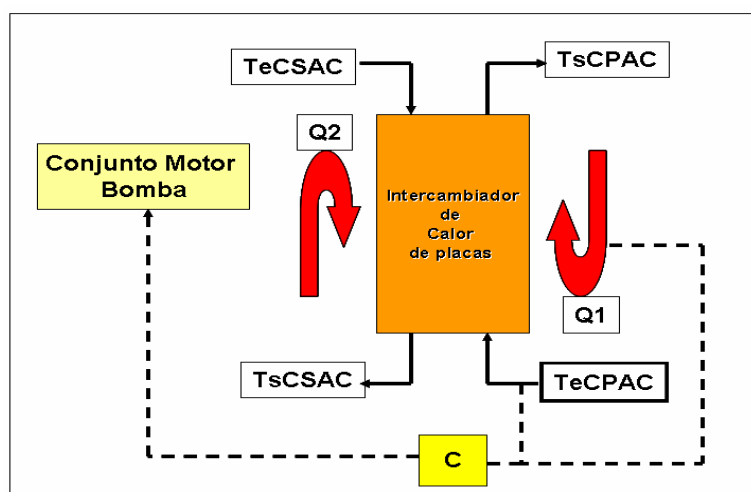 TeCSAC
TsCPAC
Q2
Conjunto Motor
Bomba
Intercambiador
de
Calor
de placas
Q1
TsCSAC
TeCPAC
C